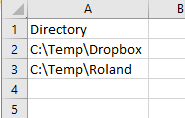 A B
1 Directory
2 C:\Temp\Dropbox
3 C:\Temp\Roland
4
5